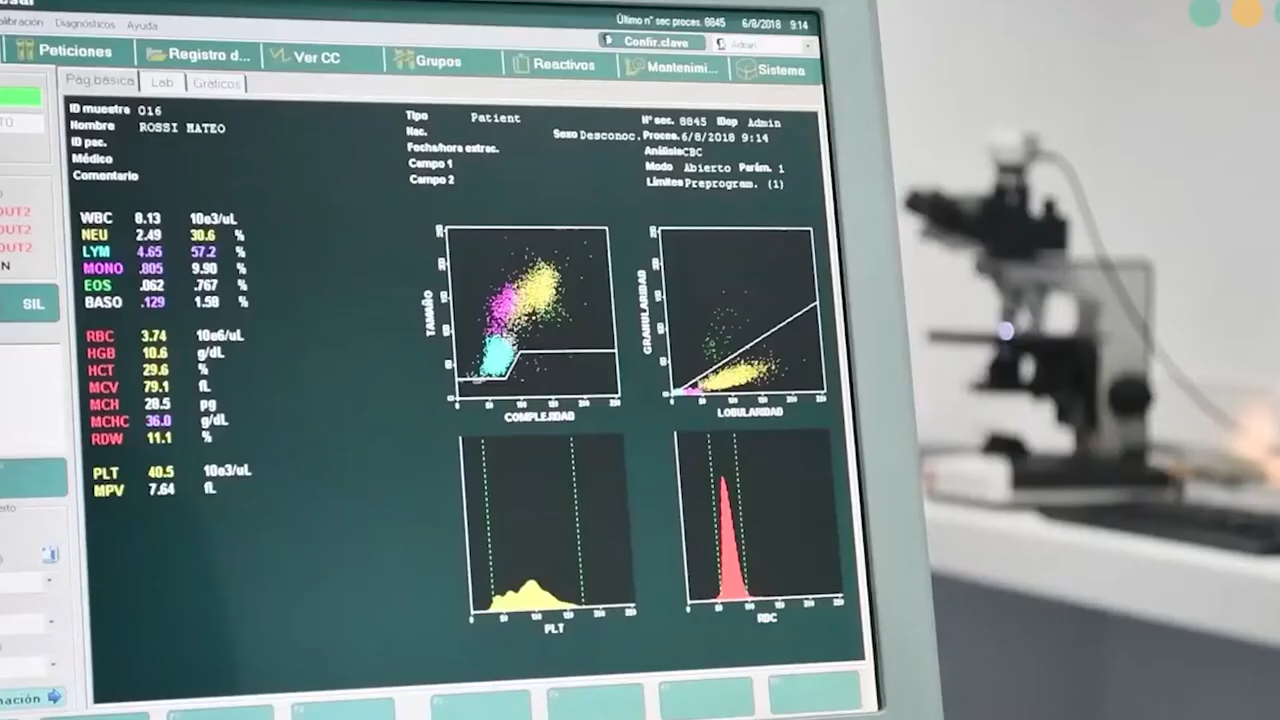 Último n° sec proces. 8845 6/8/2018 9:14
Diagnósticos Ayuda
Confir.clave Admin
Peticiones Registro d... Ver CC Grupos Reactivos Mantenimi... Sistema
Pág.básica Lab Gráficos
ID muestra 016
Nombre ROSSI MATEO
ID pac.
Médico
Comentario
Tipo Patient
Nac. Sexo Desconoc.
Fecha/hora extrac.
Campo 1
Campo 2
N° sec. 8845 IDop Admin
Proces. 6/8/2018 9:14
Análisis CBC
Modo Abierto Parám. 1
Límites Preprogram. (1)
OUT2
OUT2
OUT2
SIL
WBC 8.13 10e3/uL
NEU 2.49 30.6 %
LYM 4.65 57.2 %
MONO .805 9.90 %
EOS .062 .767 %
BASO .129 1.58 %
RBC 3.74 10e6/uL
HGB 10.6 g/dL
HCT 29.6 %
MCV 79.1 fL
MCH 28.5 pg
MCHC 36.0 g/dL
RDW 11.1 %
PLT 40.5 10e3/uL
MPV 7.64 fL
TAMAÑO
COMPLEJIDAD
GRANULARIDAD
LOBULARIDAD
PLT
RBC